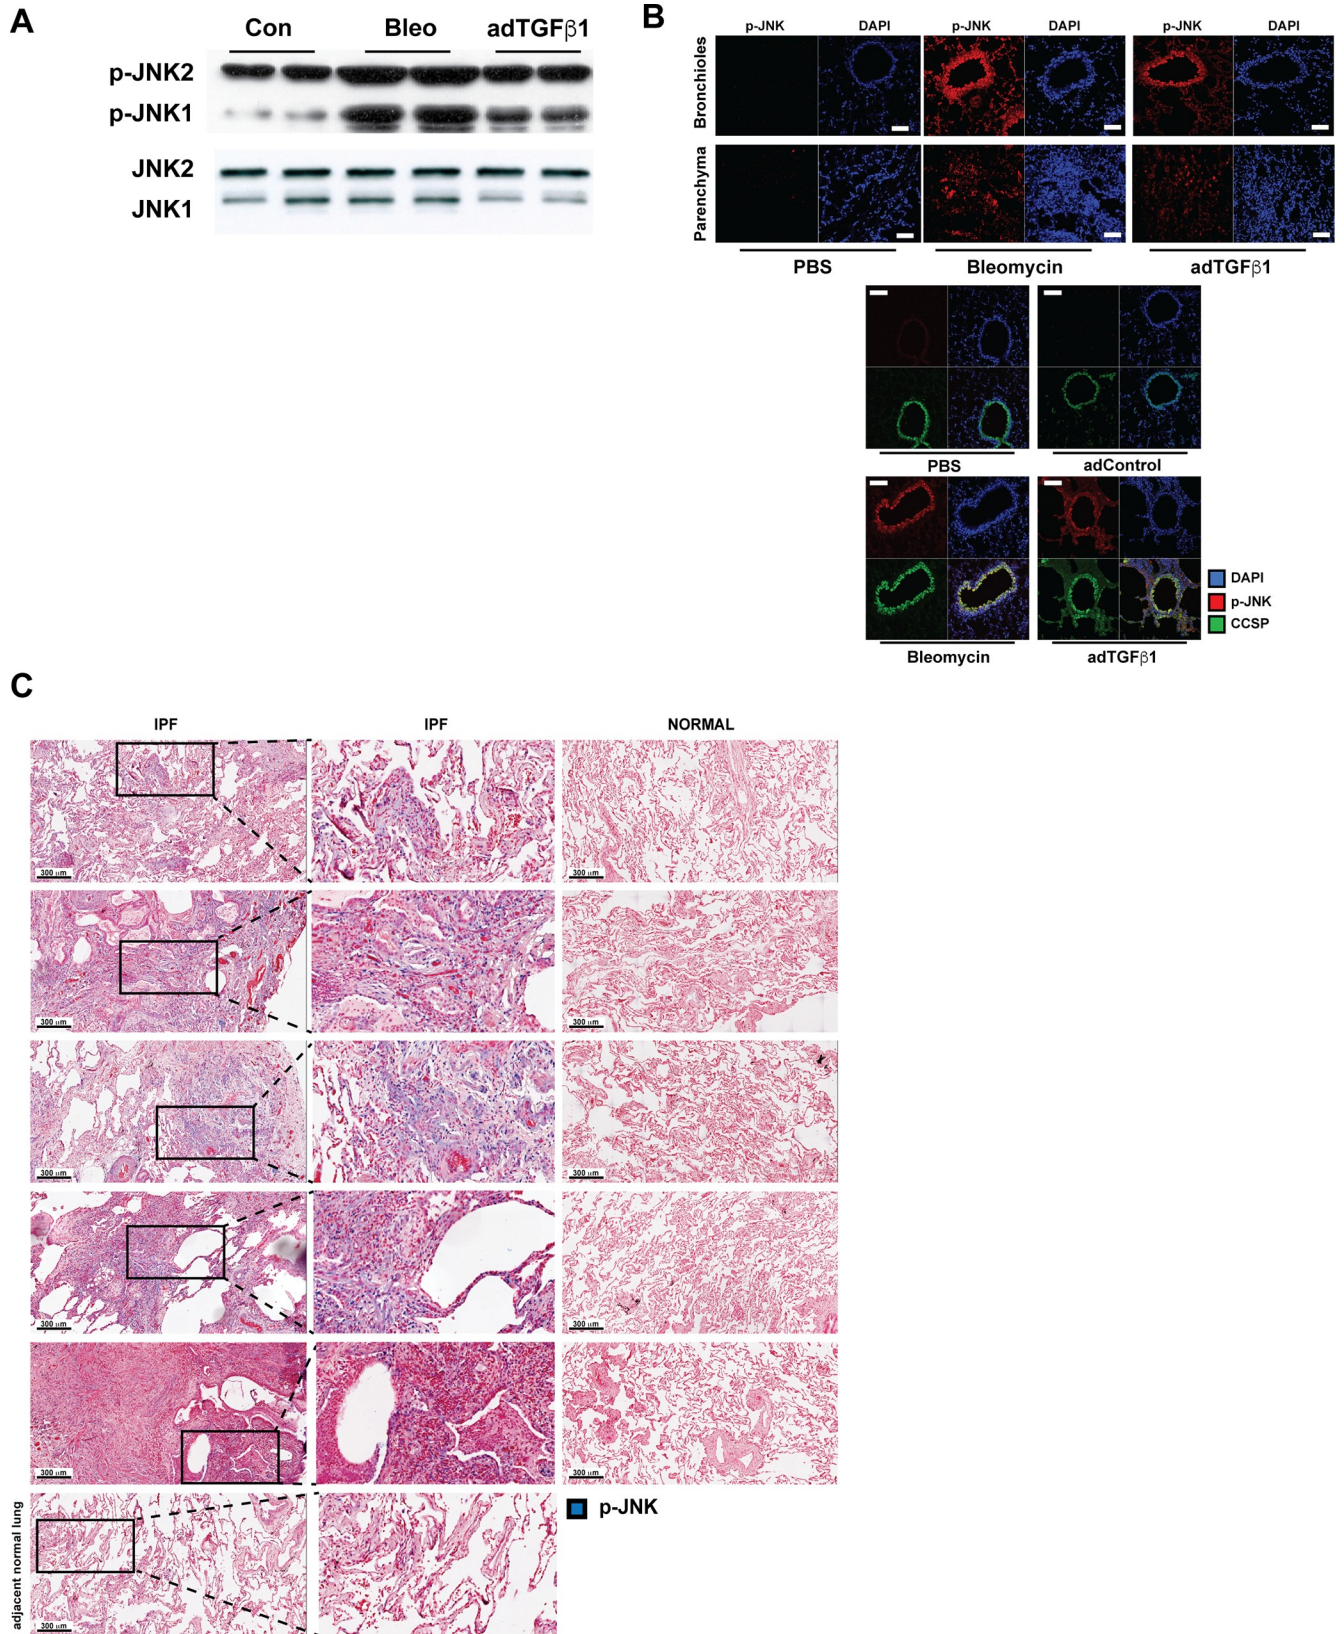 A
Con Bleo adTGFβ1
p-JNK2
p-JNK1
JNK2
JNK1
B
p-JNK DAPI p-JNK DAPI p-JNK DAPI
Bronchioles
Parenchyma
PBS Bleomycin adTGFβ1
PBS adControl
DAPI
p-JNK
CCSP
Bleomycin adTGFβ1
C
IPF IPF NORMAL
300 µm
300 µm 300 µm
300 µm 300 µm
300 µm 300 µm
300 µm 300 µm
p-JNK
adjacent normal lung
300 µm